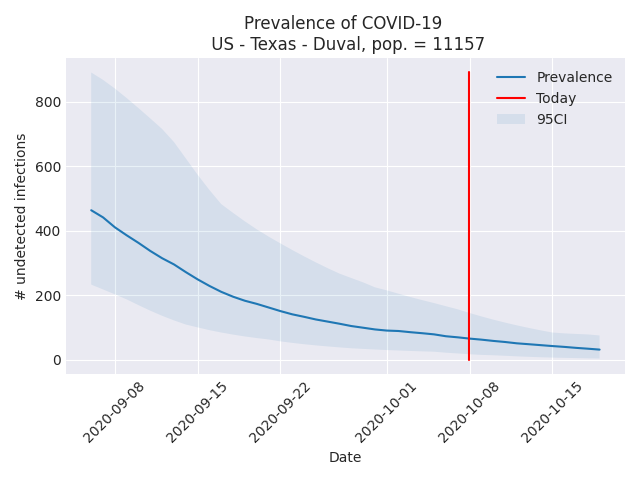 Prevalence of COVID-19
US - Texas - Duval, pop. = 11157
Prevalence
Today
95CI
# undetected infections
800
600
400
200
0
2020-09-08
2020-09-15
2020-09-22
2020-10-01
2020-10-08
2020-10-15
Date